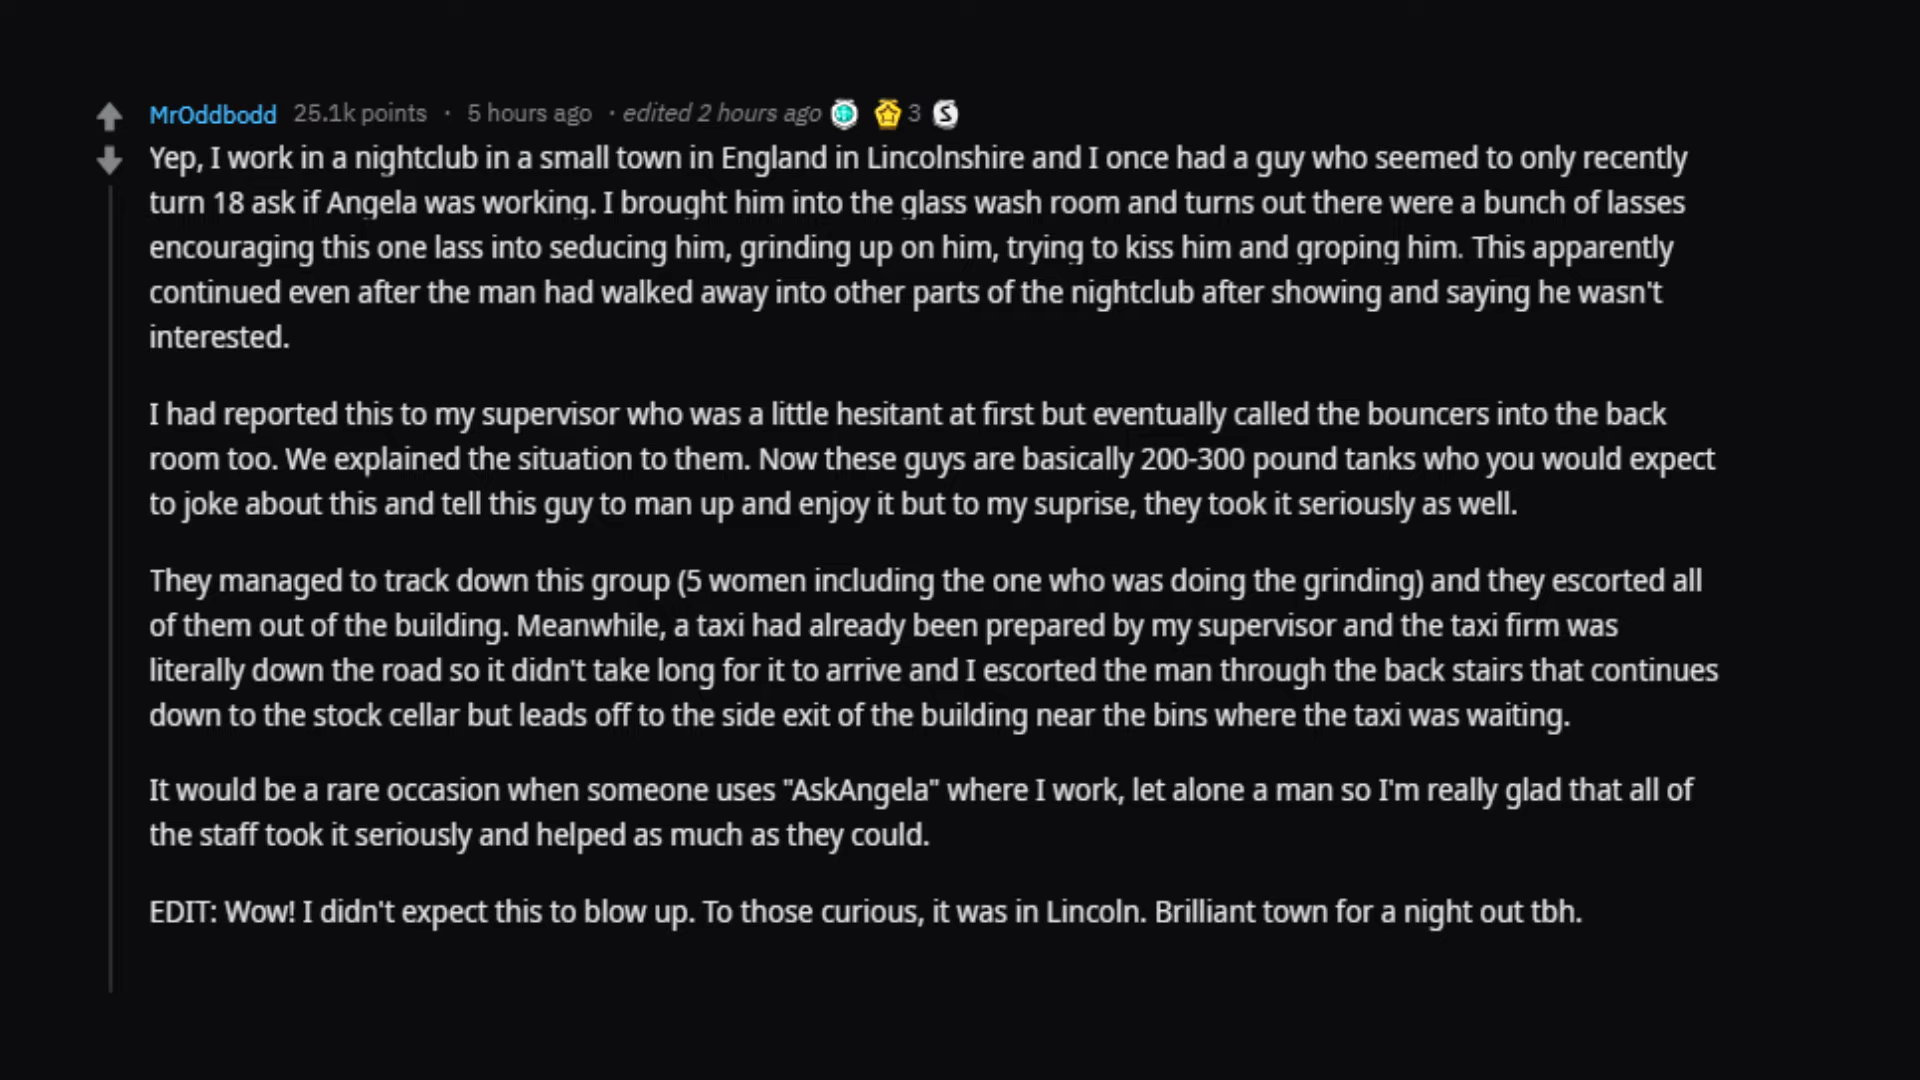 MrOddbodd 25.1k points · 5 hours ago · edited 2 hours ago 3 S
Yep, I work in a nightclub in a small town in England in Lincolnshire and I once had a guy who seemed to only recently
turn 18 ask if Angela was working. I brought him into the glass wash room and turns out there were a bunch of lasses
encouraging this one lass into seducing him, grinding up on him, trying to kiss him and groping him. This apparently
continued even after the man had walked away into other parts of the nightclub after showing and saying he wasn't
interested.
I had reported this to my supervisor who was a little hesitant at first but eventually called the bouncers into the back
room too. We explained the situation to them. Now these guys are basically 200-300 pound tanks who you would expect
to joke about this and tell this guy to man up and enjoy it but to my suprise, they took it seriously as well.
They managed to track down this group (5 women including the one who was doing the grinding) and they escorted all
of them out of the building. Meanwhile, a taxi had already been prepared by my supervisor and the taxi firm was
literally down the road so it didn't take long for it to arrive and I escorted the man through the back stairs that continues
down to the stock cellar but leads off to the side exit of the building near the bins where the taxi was waiting.
It would be a rare occasion when someone uses "AskAngela" where I work, let alone a man so I'm really glad that all of
the staff took it seriously and helped as much as they could.
EDIT: Wow! I didn't expect this to blow up. To those curious, it was in Lincoln. Brilliant town for a night out tbh.